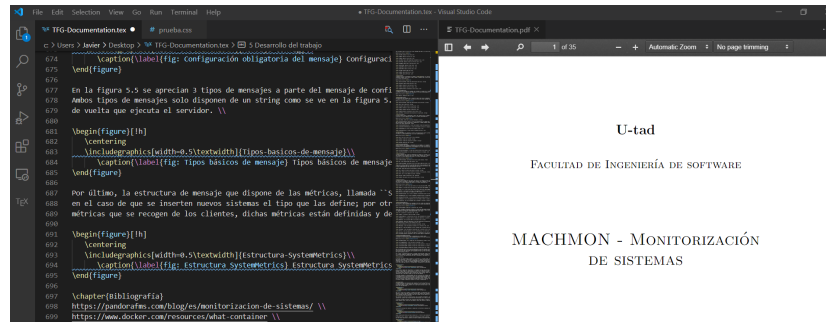 File Edit Selection View Go Run Terminal Help
● TFG-Documentation.tex - Visual Studio Code
TFG-Documentation.tex ●
# prueba.css
c: > Users > Javier > Desktop > TFG-Documentation.tex > 5 Desarrollo del trabajo
674 \caption{\label{fig: Configuración obligatoria del mensaje} Configuraci
675 \end{figure}
676
677 En la figura 5.5 se aprecian 3 tipos de mensajes a parte del mensaje de confi
678 Ambos tipos de mensajes solo disponen de un string como se ve en la figura 5.
679 de vuelta que ejecuta el servidor. \\
680
681 \begin{figure}[!h]
682 \centering
683 \includegraphics[width=0.5\textwidth]{Tipos-basicos-de-mensaje}\\
684 \caption{\label{fig: Tipos básicos de mensaje} Tipos básicos de mensaje
685 \end{figure}
686
687 Por último, la estructura de mensaje que dispone de las métricas, llamada ``S
688 en el caso de que se inserten nuevos sistemas el tipo que las define; por otr
689 métricas que se recogen de los clientes, dichas métricas están definidas y de
690
691 \begin{figure}[!h]
692 \centering
693 \includegraphics[width=0.5\textwidth]{Estructura-SystemMetrics}\\
694 \caption{\label{fig: Estructura SystemMetrics} Estructura SystemMetrics
695 \end{figure}
696
697 \chapter{Bibliografía}
698 https://pandorafms.com/blog/es/monitorizacion-de-sistemas/ \\
699 https://www.docker.com/resources/what-container \\
TEX
TFG-Documentation.pdf ×
1 of 35
Automatic Zoom
No page trimming
U-tad
Facultad de Ingeniería de software
MACHMON - Monitorización
de sistemas